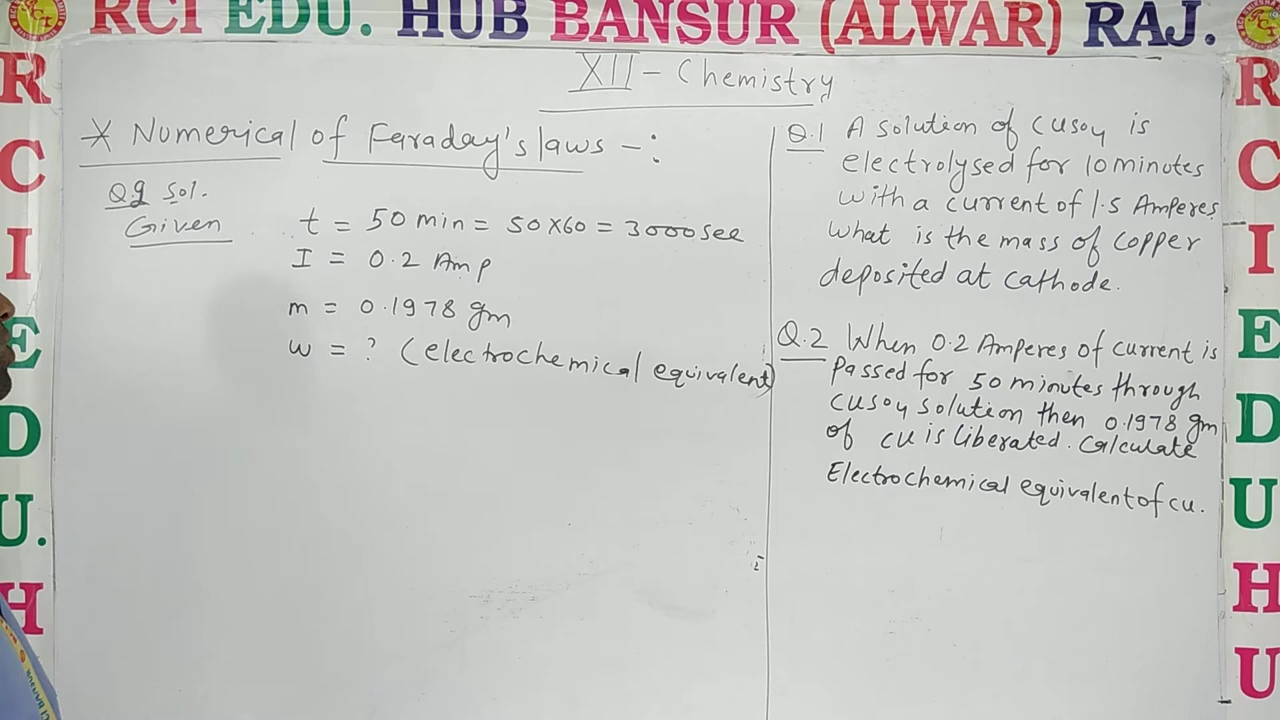 RCI EDU. HUB BANSUR (ALWAR) RAJ.
XII - Chemistry
* Numerical of Faraday's laws -:
Q2 Sol.
Given
t = 50 min = 50X60 = 3000 sec
I = 0.2 Amp
m = 0.1978 gm
w = ? (electrochemical equivalent)
Q.1 A solution of CUSO4 is
electrolysed for 10 minutes
with a current of 1.5 Amperes
what is the mass of copper
deposited at cathode.
Q.2 When 0.2 Amperes of current is
Passed for 50 minutes through
CUSO4 solution then 0.1978 gm
of CU is liberated. Calculate
Electrochemical equivalent of cu.
R
C
I
E
D
U.
H
R
C
I
E
D
U
H
U